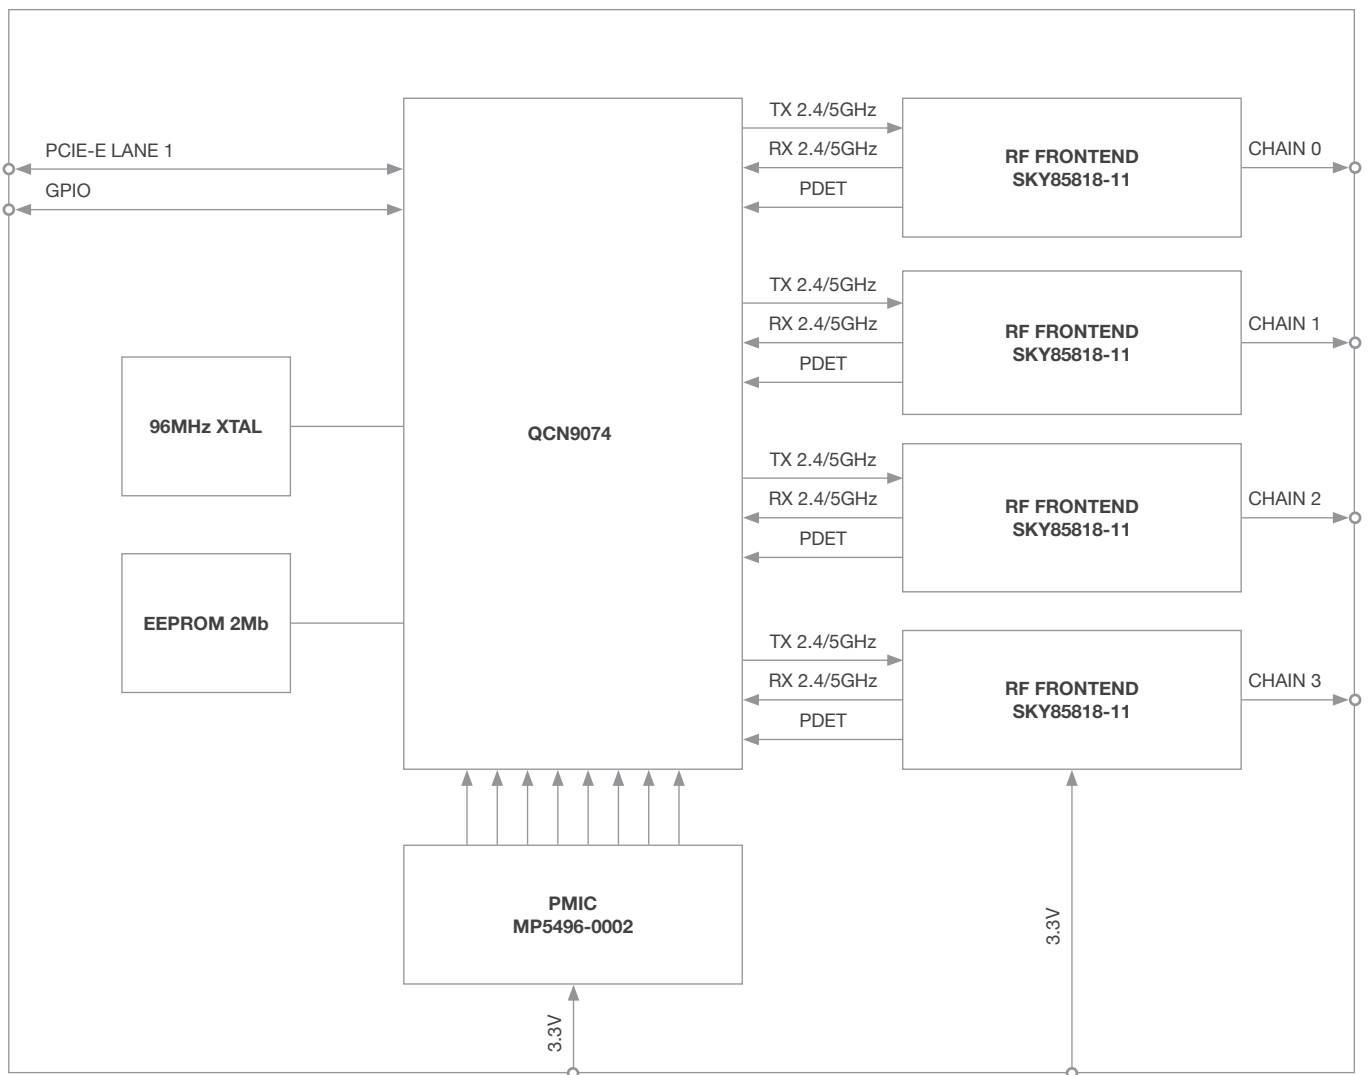 PCIE-E LANE 1
GPIO
96MHz XTAL
EEPROM 2Mb
QCN9074
TX 2.4/5GHz
RX 2.4/5GHz
PDET
RF FRONTEND
SKY85818-11
CHAIN 0
TX 2.4/5GHz
RX 2.4/5GHz
PDET
RF FRONTEND
SKY85818-11
CHAIN 1
TX 2.4/5GHz
RX 2.4/5GHz
PDET
RF FRONTEND
SKY85818-11
CHAIN 2
TX 2.4/5GHz
RX 2.4/5GHz
PDET
RF FRONTEND
SKY85818-11
CHAIN 3
PMIC
MP5496-0002
3.3V
3.3V